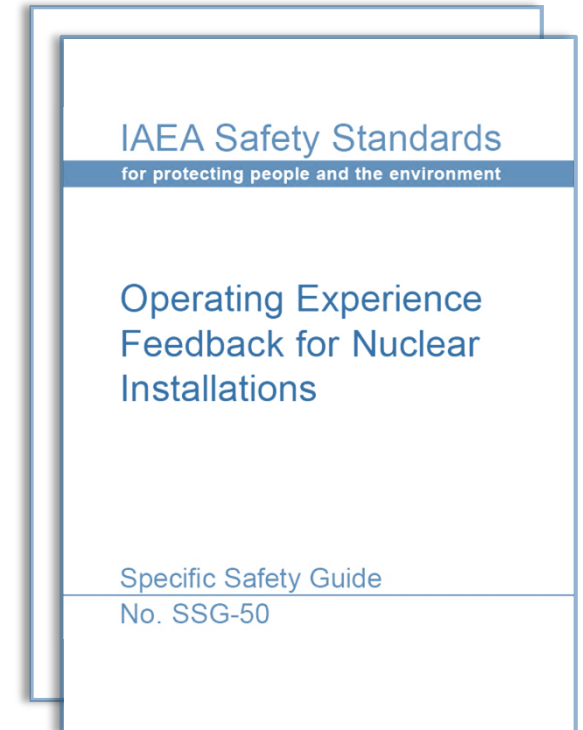 IAEA Safety Standards
for protecting people and the environment
Operating Experience
Feedback for Nuclear
Installations
Specific Safety Guide
No. SSG-50